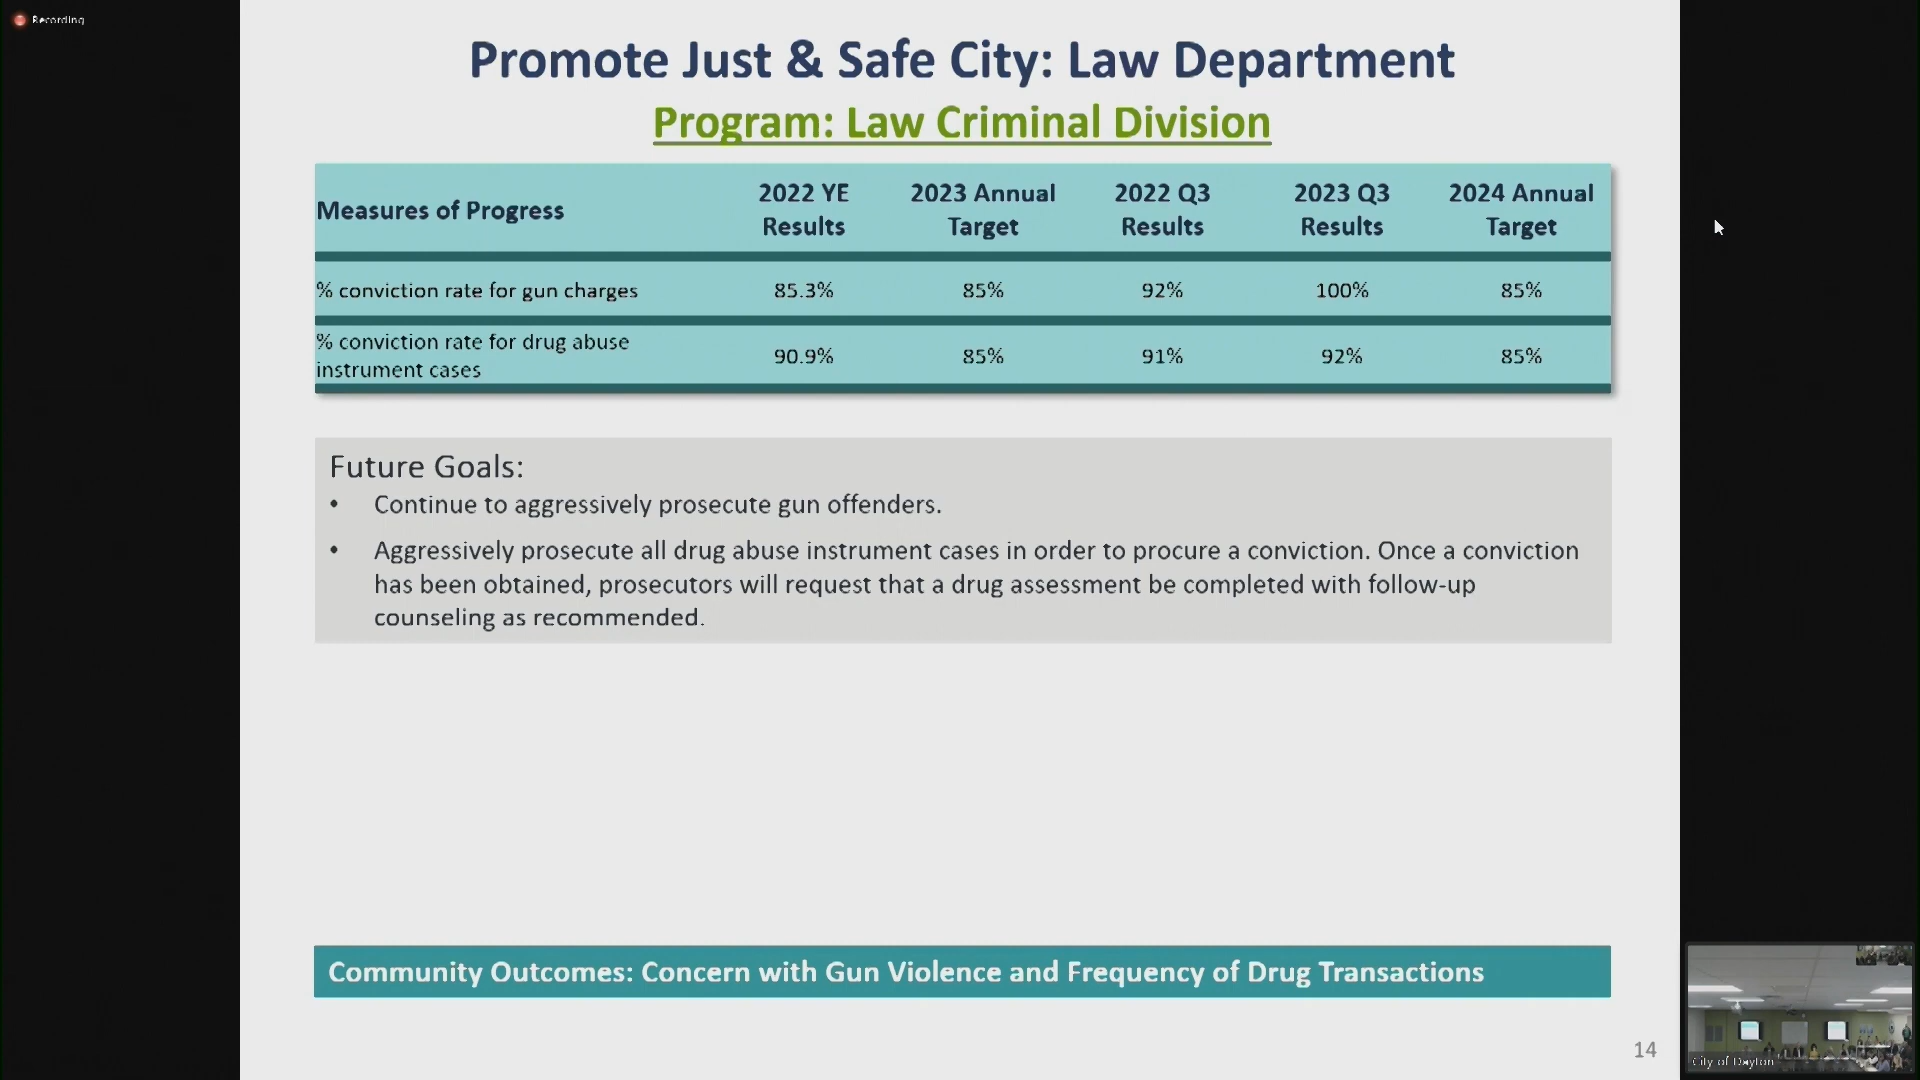 Recording
Promote Just & Safe City: Law Department
Program: Law Criminal Division
Measures of Progress
2022 YE Results
2023 Annual Target
2022 Q3 Results
2023 Q3 Results
2024 Annual Target
% conviction rate for gun charges
85.3%
85%
92%
100%
85%
% conviction rate for drug abuse
instrument cases
90.9%
85%
91%
92%
85%
Future Goals:
• Continue to aggressively prosecute gun offenders.
• Aggressively prosecute all drug abuse instrument cases in order to procure a conviction. Once a conviction
has been obtained, prosecutors will request that a drug assessment be completed with follow-up
counseling as recommended.
Community Outcomes: Concern with Gun Violence and Frequency of Drug Transactions
14
City of Dayton